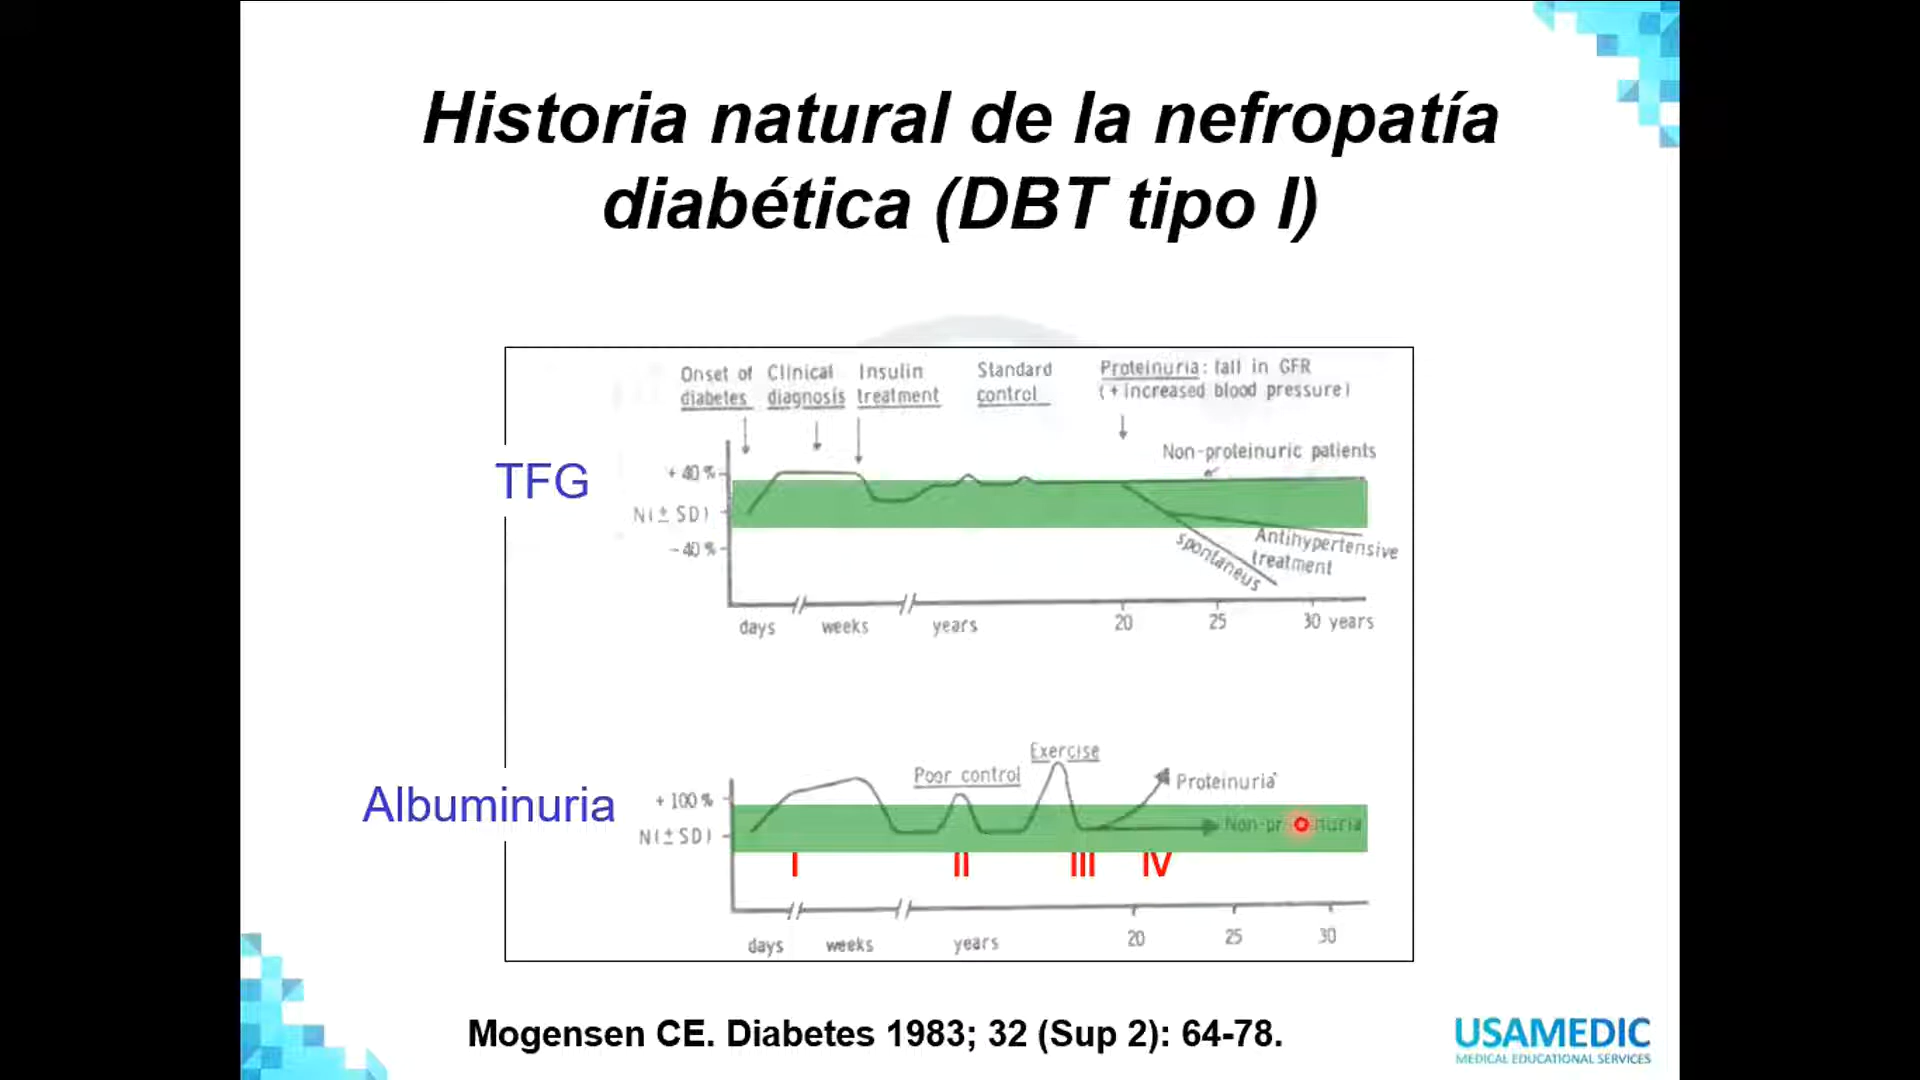 Historia natural de la nefropatía
diabética (DBT tipo I)
Onset of Clinical Insulin Standard Proteinuria: fall in GFR
diabetes diagnosis treatment control (+increased blood pressure)
TFG
Non-proteinuric patients
+ 40 %
N(± SD)
- 40 %
spontaneus
Antihypertensive
treatment
days weeks years 20 25 30 years
Albuminuria
Exercise
Poor control
Proteinuria
+ 100 %
N(± SD)
I II III IV
days weeks years 20 25 30
Mogensen CE. Diabetes 1983; 32 (Sup 2): 64-78.
USAMEDIC
MEDICAL EDUCATIONAL SERVICES